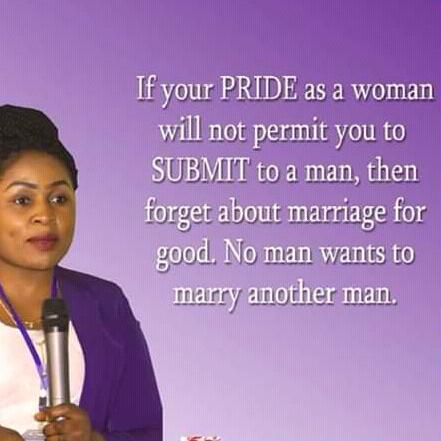 If your PRIDE as a woman
will not permit you to
SUBMIT to a man, then
forget about marriage for
good. No man wants to
marry another man.